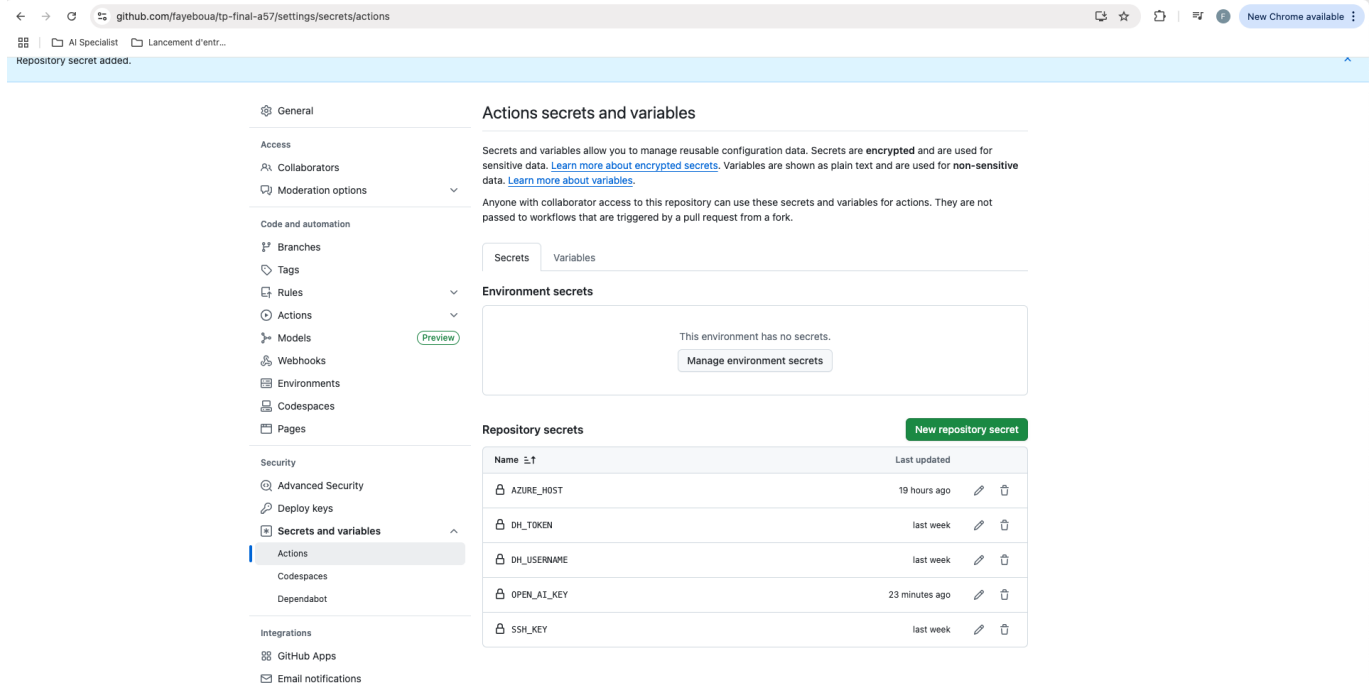 github.com/fayeboua/tp-final-a57/settings/secrets/actions
New Chrome available
AI Specialist
Lancement d'entr...
Repository secret added.
General
Access
Collaborators
Moderation options
Code and automation
Branches
Tags
Rules
Actions
Models Preview
Webhooks
Environments
Codespaces
Pages
Security
Advanced Security
Deploy keys
Secrets and variables
Actions
Codespaces
Dependabot
Integrations
GitHub Apps
Email notifications
Actions secrets and variables
Secrets and variables allow you to manage reusable configuration data. Secrets are encrypted and are used for
sensitive data. Learn more about encrypted secrets. Variables are shown as plain text and are used for non-sensitive
data. Learn more about variables.
Anyone with collaborator access to this repository can use these secrets and variables for actions. They are not
passed to workflows that are triggered by a pull request from a fork.
Secrets Variables
Environment secrets
This environment has no secrets.
Manage environment secrets
Repository secrets New repository secret
Name Last updated
AZURE_HOST 19 hours ago
DH_TOKEN last week
DH_USERNAME last week
OPEN_AI_KEY 23 minutes ago
SSH_KEY last week